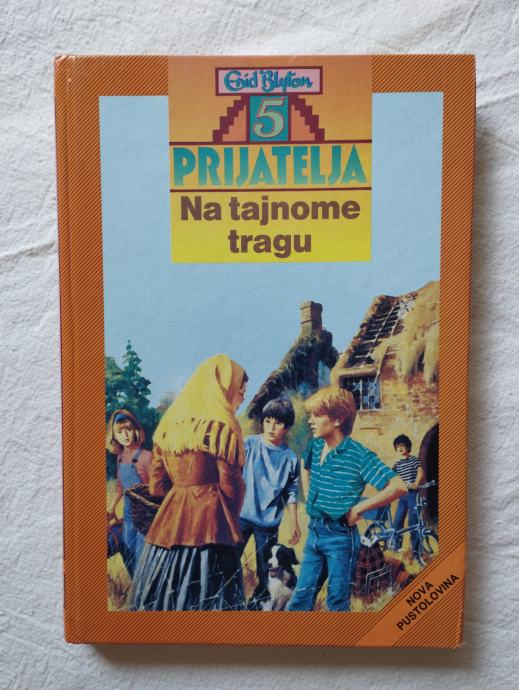 Enid Blyton
5
PRIJATELJA
Na tajnome
tragu
NOVA
PUSTOLOVINA